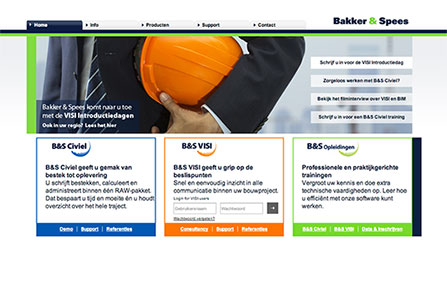 Bakker & Spees
Home
Info
Producten
Support
Contact
Bakker & Spees komt naar u toe
met de VISI Introductiedagen
Ook in uw regio? Lees het hier
Schrijf u in voor de VISI Introductiedag
Zorgeloos werken met B&S Civiel?
Bekijk het filminterview over VISI en BIM
Schrijf u in voor een B&S Civiel training
B&S Civiel
B&S Civiel geeft u gemak van
bestek tot oplevering
U schrijft bestekken, calculeert en
administreert binnen één RAW-pakket.
Dat bespaart u tijd en moeite én u houdt
overzicht over het hele traject.
Demo | Support | Referenties
B&S VISI
B&S VISI geeft u grip op de
beslispunten
Snel en eenvoudig inzicht in alle
communicatie binnen uw bouwproject.
Login for VISI users
Gebruikersnaam
Wachtwoord
Wachtwoord vergeten?
Consultancy | Support | Referenties
B&S Opleidingen
Professionele en praktijkgerichte
trainingen
Vergroot uw kennis en doe extra
technische vaardigheden op. Leer hoe
u efficiënt met onze software kunt
werken.
B&S Civiel | B&S VISI | Data & Inschrijven